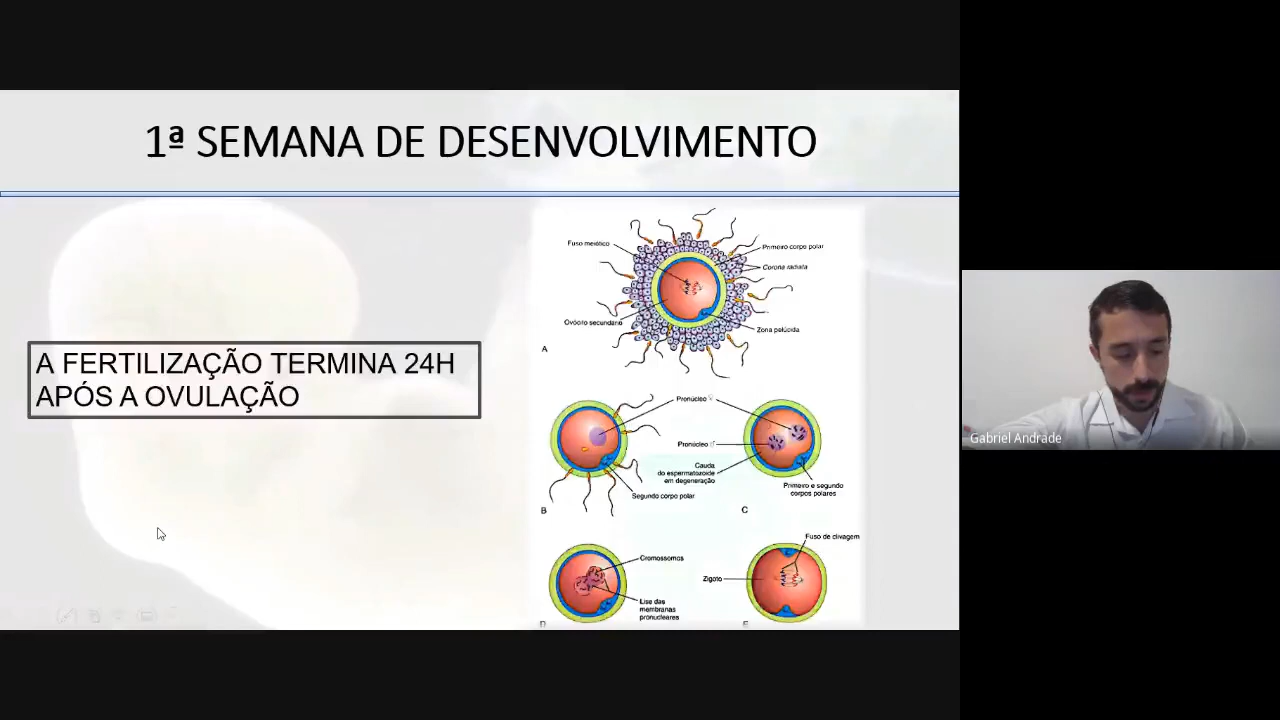 1ª SEMANA DE DESENVOLVIMENTO
A FERTILIZAÇÃO TERMINA 24H
APÓS A OVULAÇÃO
Fuso meiótico
Primeiro corpo polar
Corona radiata
Ovócito secundário
Zona pelúcida
A
Pronúcleo ♀
Pronúcleo ♂
Cauda
do espermatozoide
em degeneração
Segundo corpo polar
Primeiro e segundo
corpos polares
B
C
Fuso de clivagem
Cromossomos
Zigoto
Lise das
membranas
pronucleares
D
E
Gabriel Andrade